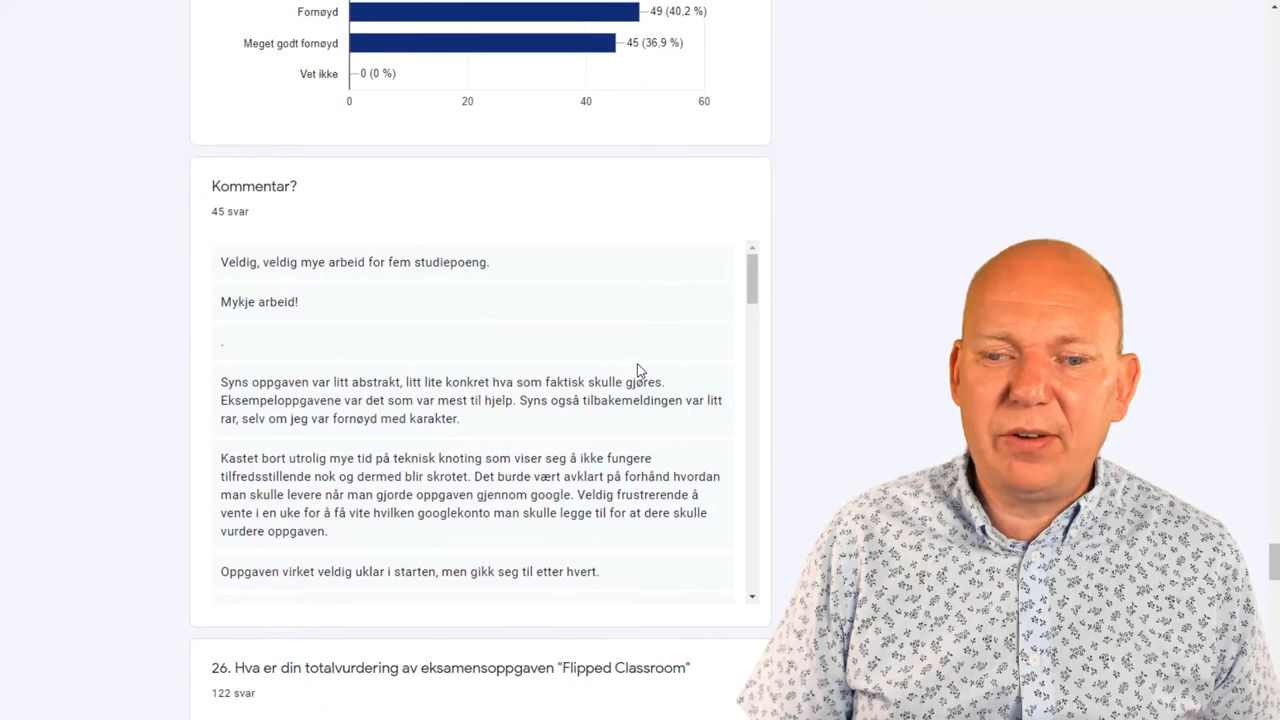 Fornøyd
49 (40,2 %)
Meget godt fornøyd
45 (36,9 %)
Vet ikke
0 (0 %)
0
20
40
60
Kommentar?
45 svar
Veldig, veldig mye arbeid for fem studiepoeng.
Mykje arbeid!
.
Syns oppgaven var litt abstrakt, litt lite konkret hva som faktisk skulle gjøres.
Eksempeloppgavene var det som var mest til hjelp. Syns også tilbakemeldingen var litt
rar, selv om jeg var fornøyd med karakter.
Kastet bort utrolig mye tid på teknisk knoting som viser seg å ikke fungere
tilfredsstillende nok og dermed blir skrotet. Det burde vært avklart på forhånd hvordan
man skulle levere når man gjorde oppgaven gjennom google. Veldig frustrerende å
vente i en uke for å få vite hvilken googlekonto man skulle legge til for at dere skulle
vurdere oppgaven.
Oppgaven virket veldig uklar i starten, men gikk seg til etter hvert.
26. Hva er din totalvurdering av eksamensoppgaven "Flipped Classroom"
122 svar